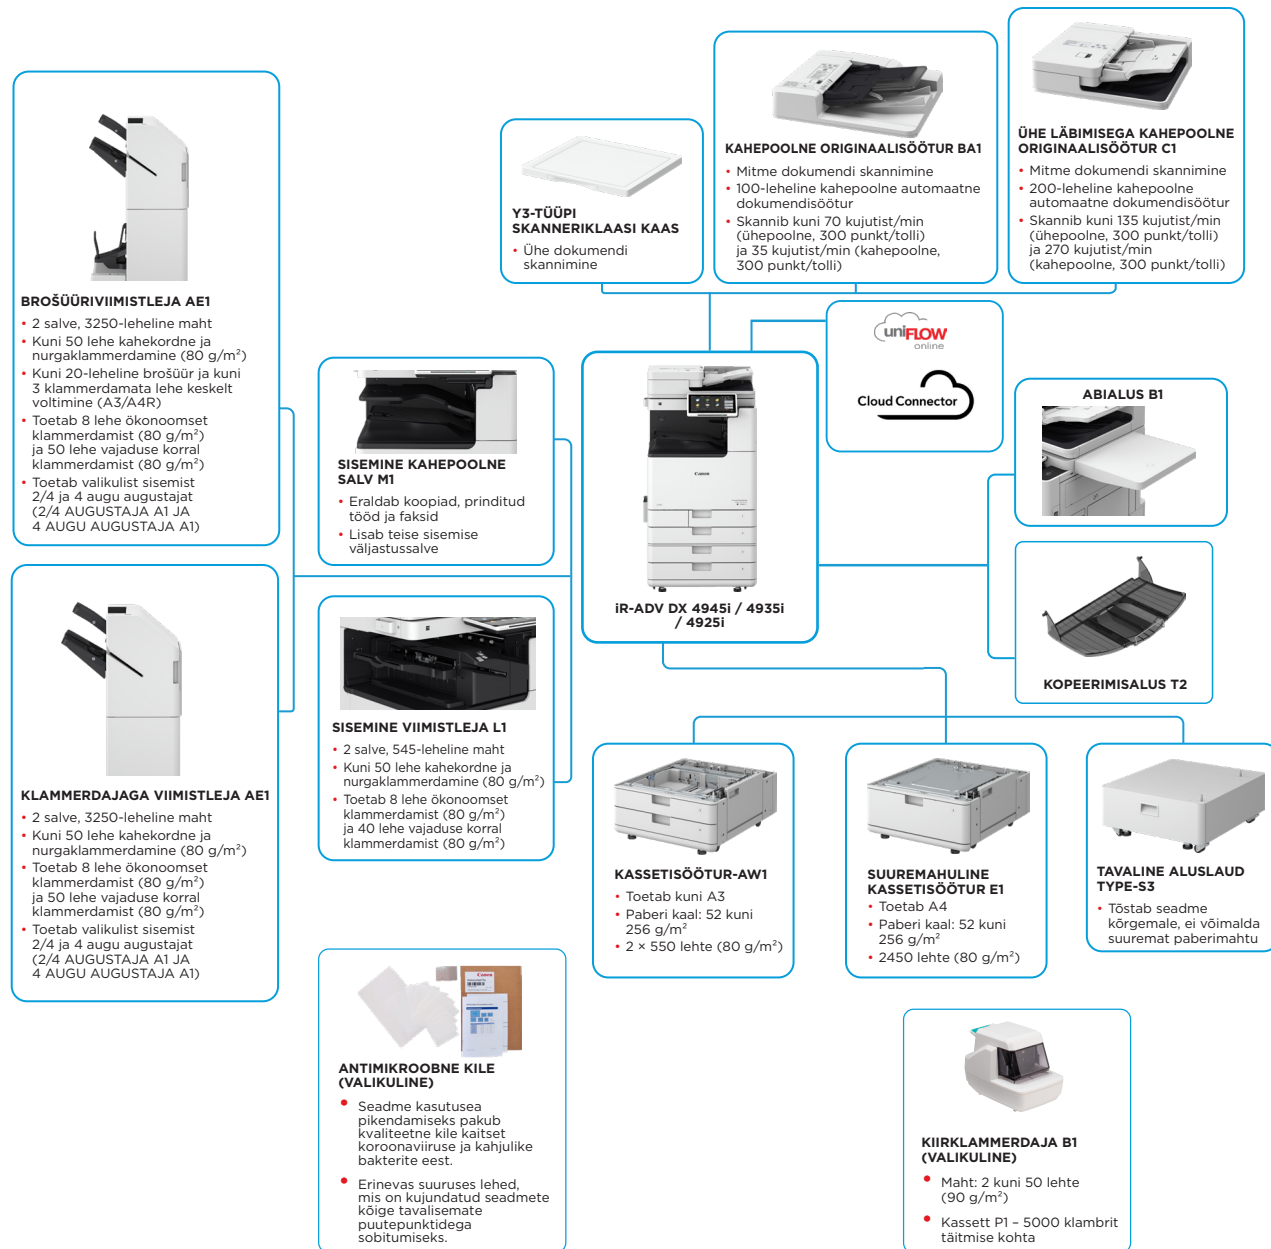 BROŠÜÜRIVIIMISTLEJA AE1
• 2 salve, 3250-leheline maht
• Kuni 50 lehe kahekordne ja
nurgaklammerdamine (80 g/m²)
• Kuni 20-leheline brošüür ja kuni
3 klammerdamata lehe keskelt
voltimine (A3/A4R)
• Toetab 8 lehe ökonoomset
klammerdamist (80 g/m²)
ja 50 lehe vajaduse korral
klammerdamist (80 g/m²)
• Toetab valikulist sisemist
2/4 ja 4 augu augustajat
(2/4 AUGUSTAJA A1 JA
4 AUGU AUGUSTAJA A1)
KLAMMERDAJAGA VIIMISTLEJA AE1
• 2 salve, 3250-leheline maht
• Kuni 50 lehe kahekordne ja
nurgaklammerdamine (80 g/m²)
• Toetab 8 lehe ökonoomset
klammerdamist (80 g/m²)
ja 50 lehe vajaduse korral
klammerdamist (80 g/m²)
• Toetab valikulist sisemist
2/4 ja 4 augu augustajat
(2/4 AUGUSTAJA A1 JA
4 AUGU AUGUSTAJA A1)
SISEMINE KAHEPOOLNE
SALV M1
• Eraldab koopiad, prinditud
tööd ja faksid
• Lisab teise sisemise
väljastussalve
SISEMINE VIIMISTLEJA L1
• 2 salve, 545-leheline maht
• Kuni 50 lehe kahekordne ja
nurgaklammerdamine (80 g/m²)
• Toetab 8 lehe ökonoomset
klammerdamist (80 g/m²)
ja 40 lehe vajaduse korral
klammerdamist (80 g/m²)
Canon
ANTIMIKROOBNE KILE
(VALIKULINE)
• Seadme kasutusea
pikendamiseks pakub
kvaliteetne kile kaitset
koroonaviiruse ja kahjulike
bakterite eest.
• Erinevas suuruses lehed,
mis on kujundatud seadmete
kõige tavalisemate
puutepunktidega
sobitumiseks.
Y3-TÜÜPI
SKANNERIKLAASI KAAS
• Ühe dokumendi
skannimine
KAHEPOOLNE ORIGINAALISÖÖTUR BA1
• Mitme dokumendi skannimine
• 100-leheline kahepoolne automaatne
dokumendisöötur
• Skannib kuni 70 kujutist/min
(ühepoolne, 300 punkt/tolli)
ja 35 kujutist/min (kahepoolne,
300 punkt/tolli)
ÜHE LÄBIMISEGA KAHEPOOLNE
ORIGINAALISÖÖTUR C1
• Mitme dokumendi skannimine
• 200-leheline kahepoolne
automaatne dokumendisöötur
• Skannib kuni 135 kujutist/min
(ühepoolne, 300 punkt/tolli)
ja 270 kujutist/min
(kahepoolne, 300 punkt/tolli)
uniFLOW
online
Cloud Connector
Canon
iR-ADV DX 4945i / 4935i
/ 4925i
ABIALUS B1
KOPEERIMISALUS T2
KASSETISÖÖTUR-AW1
• Toetab kuni A3
• Paberi kaal: 52 kuni
256 g/m²
• 2 × 550 lehte (80 g/m²)
SUUREMAHULINE
KASSETISÖÖTUR E1
• Toetab A4
• Paberi kaal: 52 kuni
256 g/m²
• 2450 lehte (80 g/m²)
TAVALINE ALUSLAUD
TYPE-S3
• Tõstab seadme
kõrgemale, ei võimalda
suuremat paberimahtu
KIIRKLAMMERDAJA B1
(VALIKULINE)
• Maht: 2 kuni 50 lehte
(90 g/m²)
• Kassett P1 – 5000 klambrit
täitmise kohta